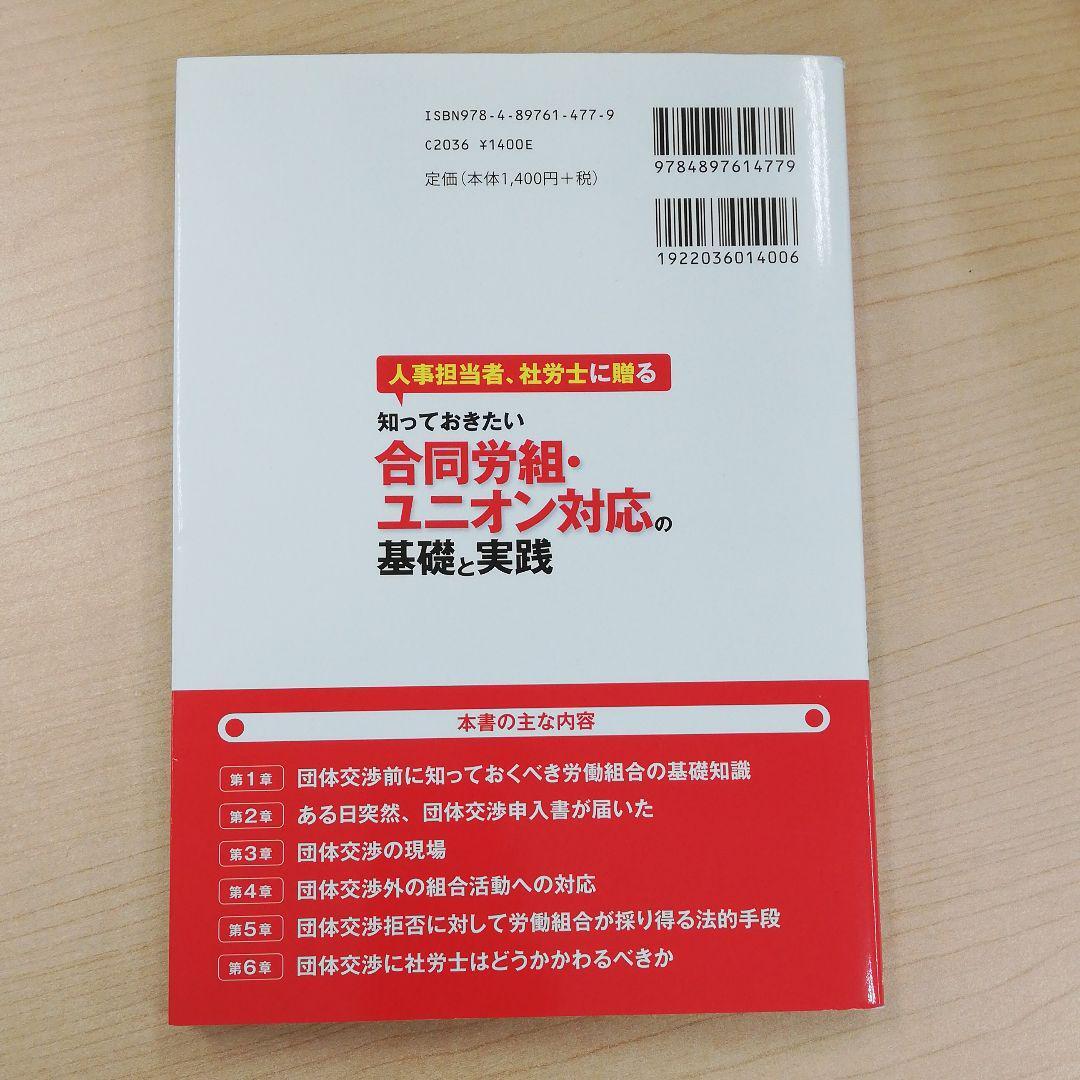 ISBN978-4-89761-477-9
C2036 ¥1400E
定価(本体1,400円+税)
9784897614779
1922036014006
人事担当者、社労士に贈る
知っておきたい
合同労組・
ユニオン対応の
基礎と実践
本書の主な内容
第1章 団体交渉前に知っておくべき労働組合の基礎知識
第2章 ある日突然、団体交渉申入書が届いた
第3章 団体交渉の現場
第4章 団体交渉外の組合活動への対応
第5章 団体交渉拒否に対して労働組合が採り得る法的手段
第6章 団体交渉に社労士はどうかかわるべきか